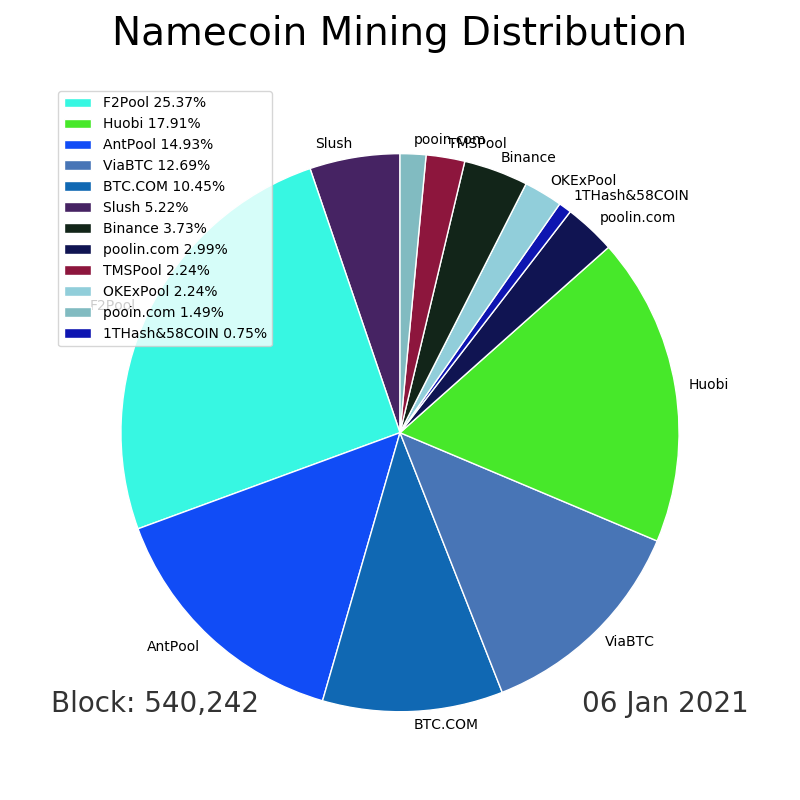 Namecoin Mining Distribution
F2Pool 25.37%
Huobi 17.91%
AntPool 14.93%
ViaBTC 12.69%
BTC.COM 10.45%
Slush 5.22%
Binance 3.73%
poolin.com 2.99%
TMSPool 2.24%
OKExPool 2.24%
pooin.com 1.49%
1THash&58COIN 0.75%
F2Pool
Slush
pooin.com
TMSPool
Binance
OKExPool
1THash&58COIN
poolin.com
Huobi
ViaBTC
BTC.COM
AntPool
Block: 540,242
06 Jan 2021